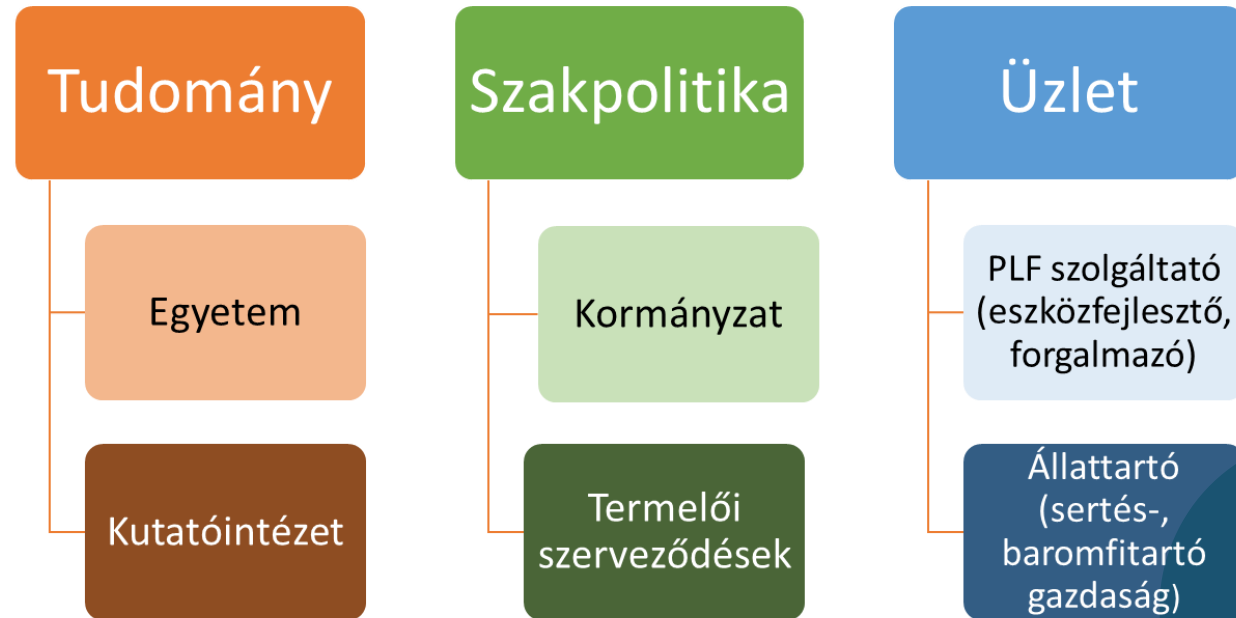 Tudomány
Egyetem
Kutatóintézet
Szakpolitika
Kormányzat
Termelői
szerveződések
Üzlet
PLF szolgáltató
(eszközfejlesztő,
forgalmazó)
Állattartó
(sertés-,
baromfitartó
gazdaság)